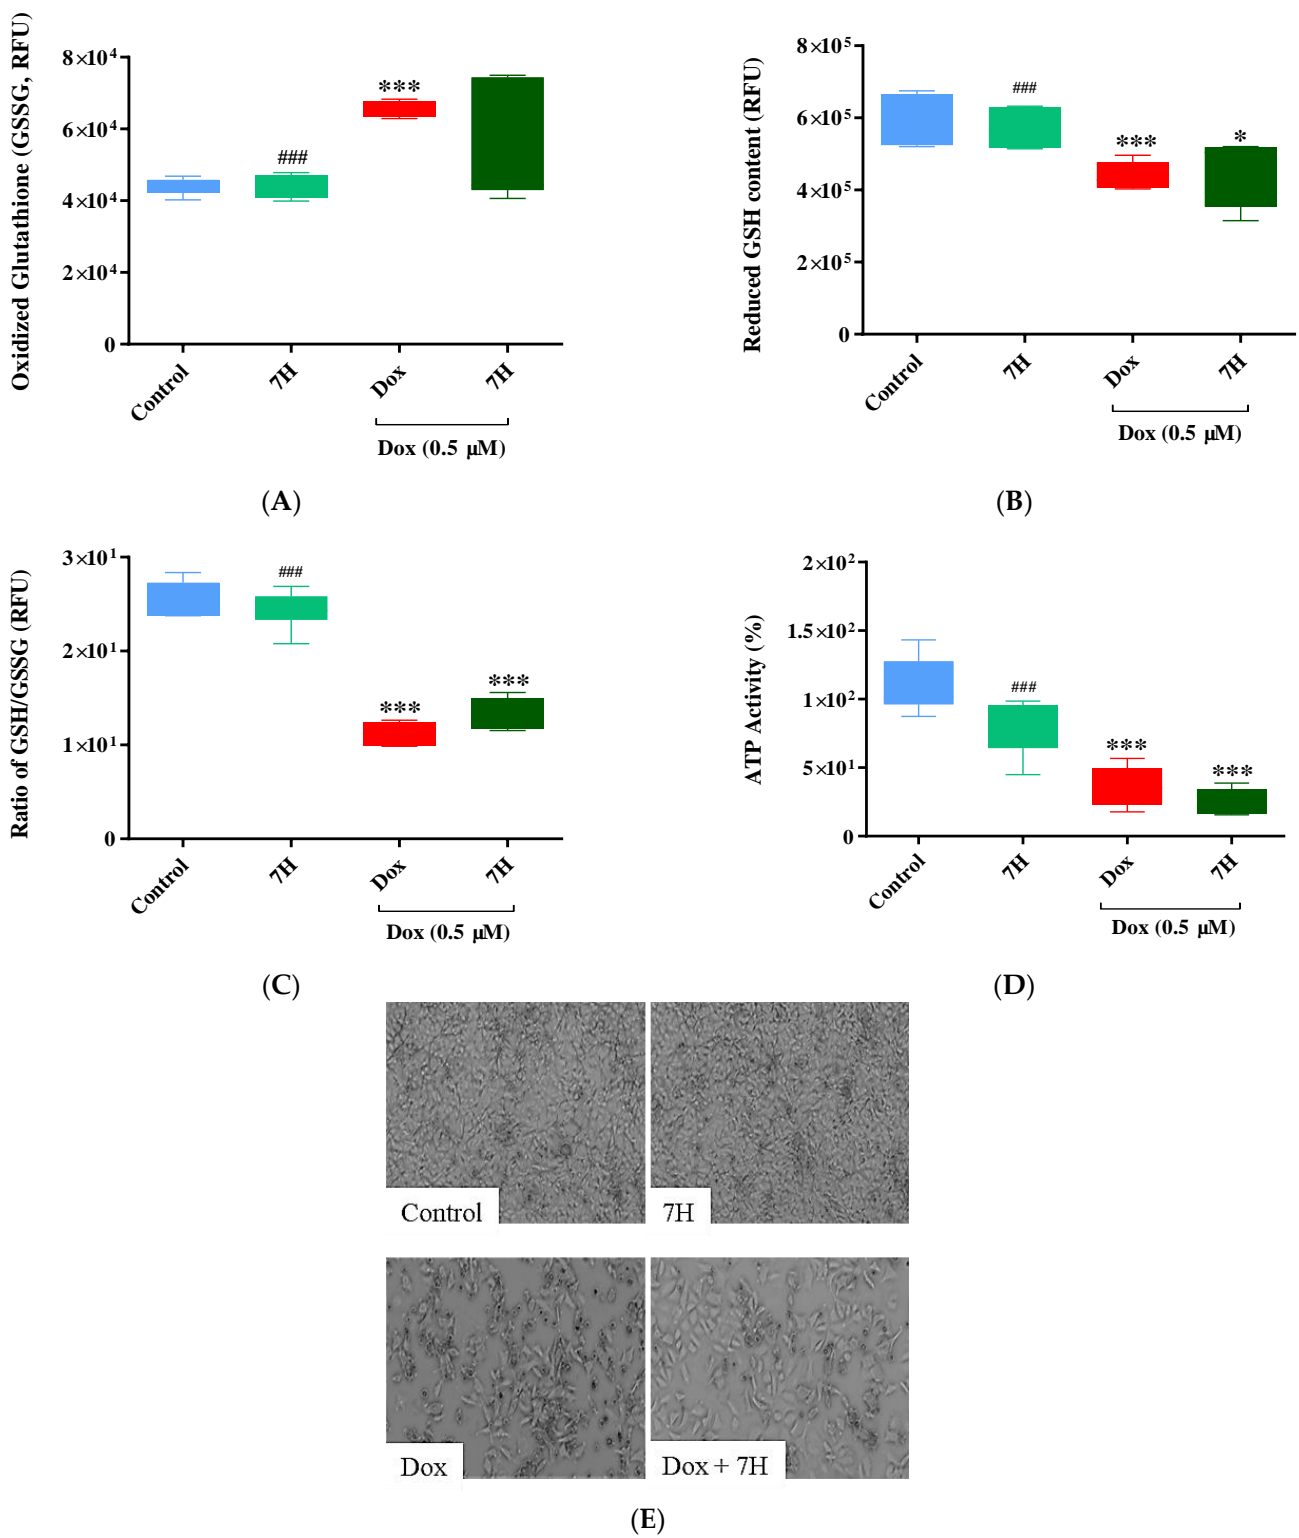 Oxidized Glutathione (GSSG, RFU)
8×10⁴
6×10⁴
4×10⁴
2×10⁴
0
###
***
Control
7H
Dox
7H
Dox (0.5 µM)
(A)
Reduced GSH content (RFU)
8×10⁵
6×10⁵
4×10⁵
2×10⁵
0
###
***
*
Control
7H
Dox
7H
Dox (0.5 µM)
(B)
Ratio of GSH/GSSG (RFU)
3×10¹
2×10¹
1×10¹
0
###
***
***
Control
7H
Dox
7H
Dox (0.5 µM)
(C)
ATP Activity (%)
2×10²
1.5×10²
1×10²
5×10¹
0
###
***
***
Control
7H
Dox
7H
Dox (0.5 µM)
(D)
Control
7H
Dox
Dox + 7H
(E)